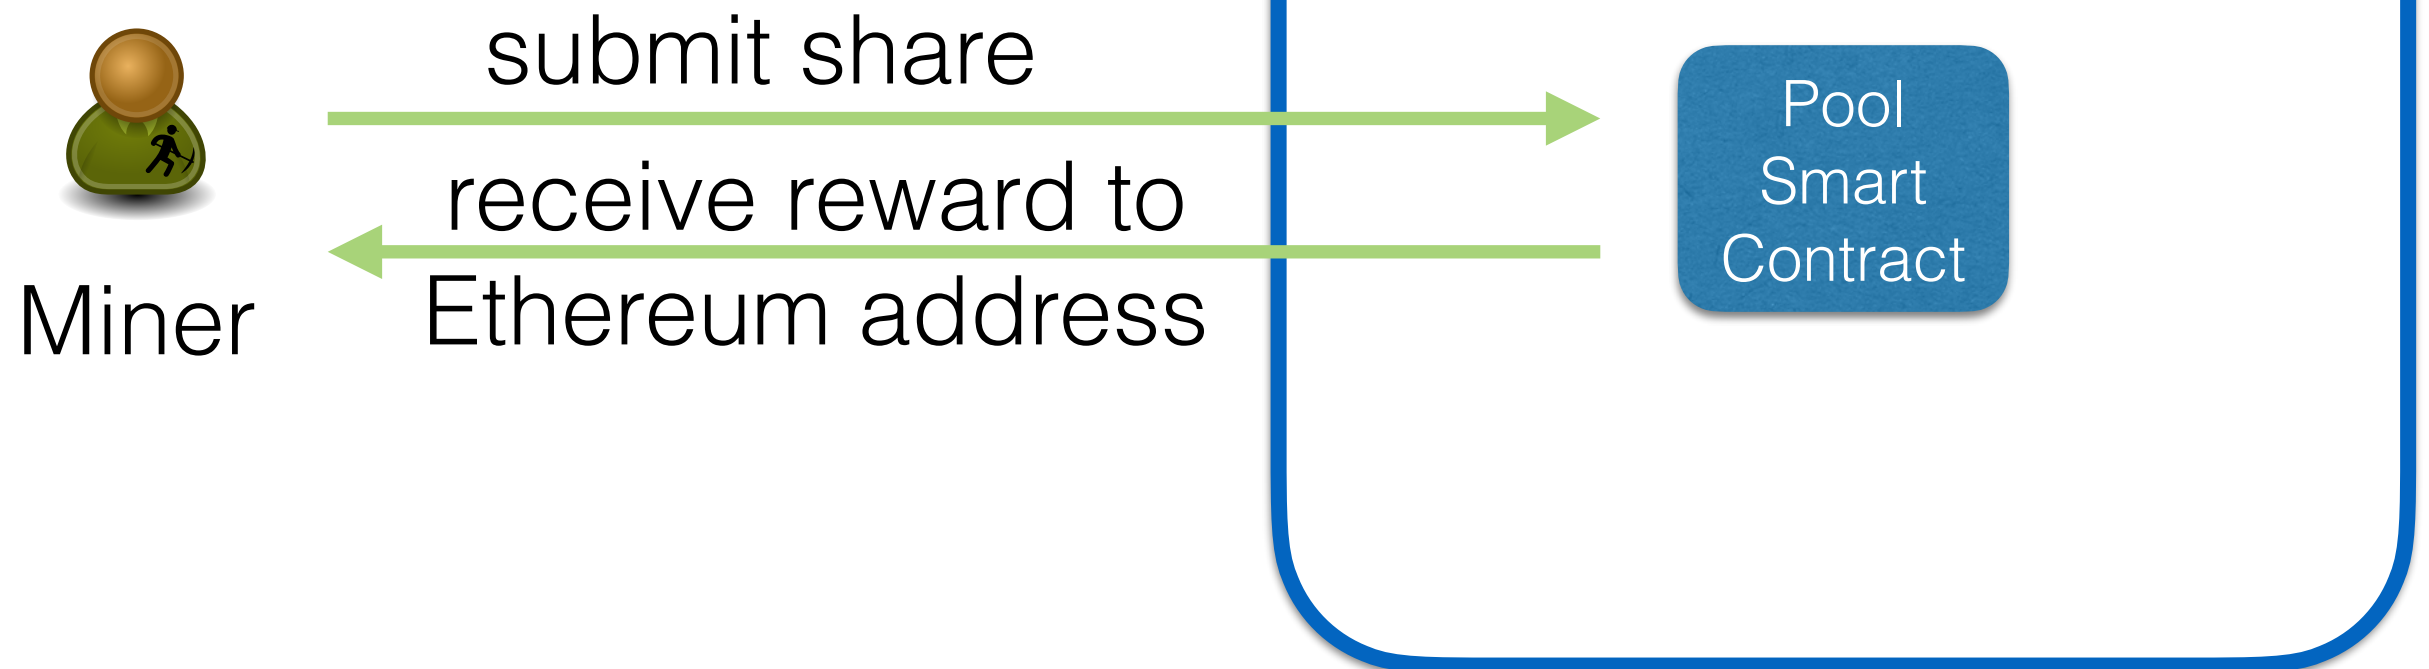 submit share
receive reward to
Ethereum address
Miner
Pool
Smart
Contract